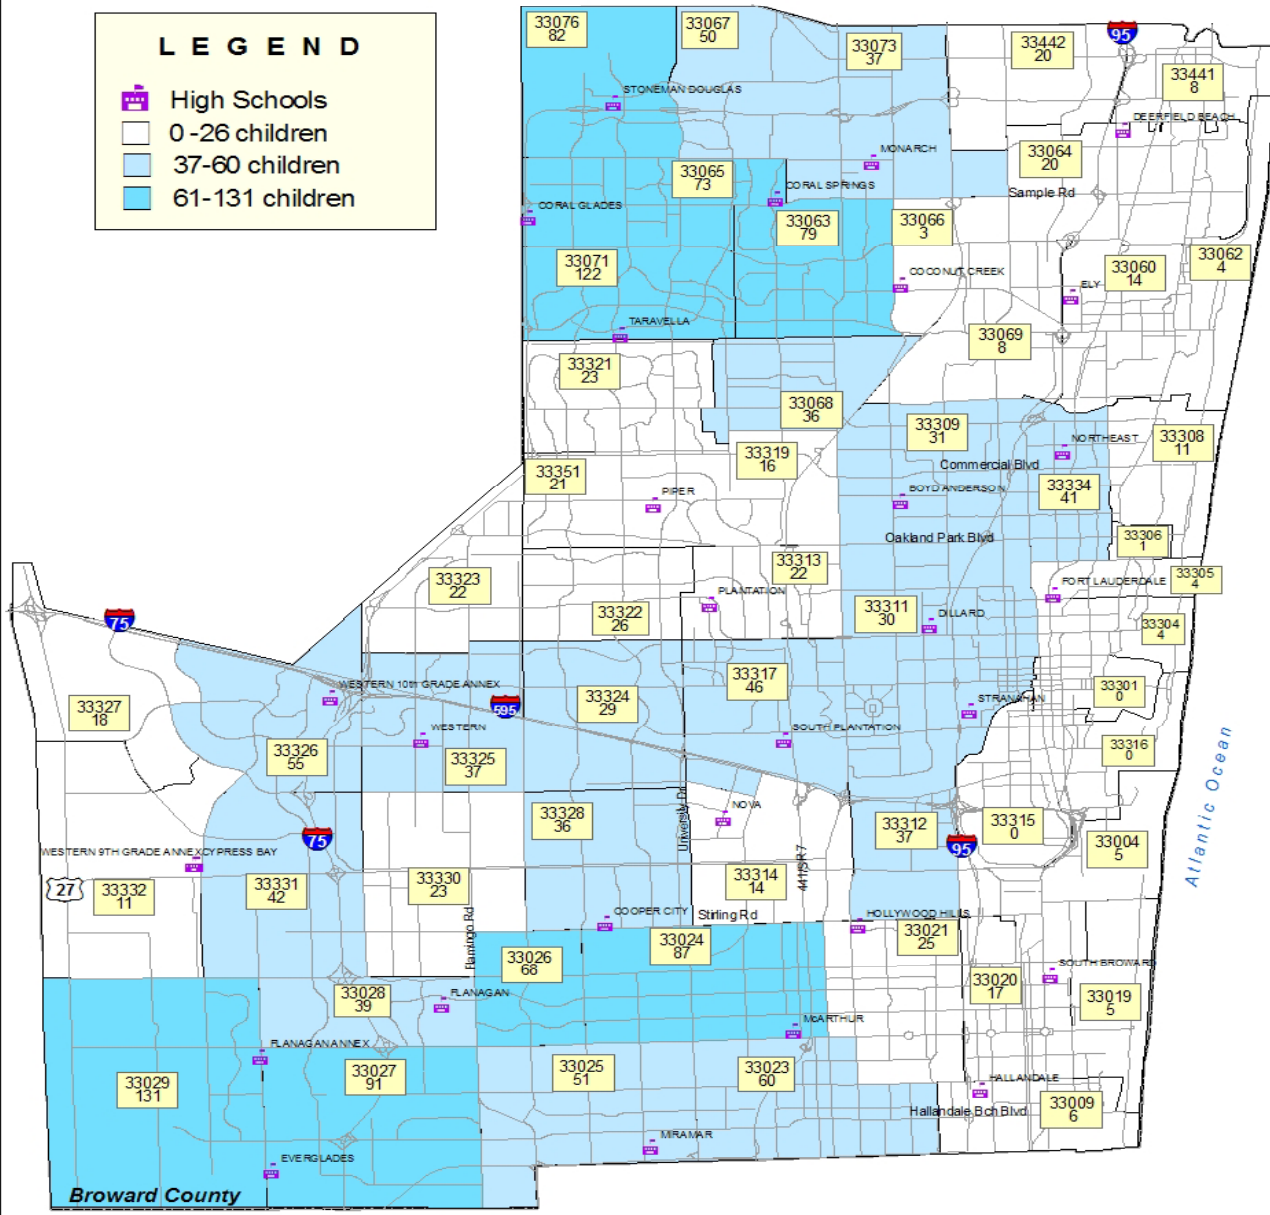 L E G E N D
High Schools
0 -26 children
37-60 children
61-131 children
33076
82
33067
50
33073
37
33442
20
95
33441
8
STONEMAN DOUGLAS
DEERFIELD BEACH
MONARCH
33064
20
33065
73
CORAL SPRINGS
Sample Rd
CORAL GLADES
33063
79
33066
3
33071
122
COCONUT CREEK
33060
14
33062
4
ELY
TARAVELLA
33069
8
33321
23
33068
36
33309
31
NORTHEAST
33308
11
33319
16
Commercial Blvd
33351
21
PIPER
BOYD ANDERSON
33334
41
Oakland Park Blvd
33306
1
33313
22
33323
22
PLANTATION
FORT LAUDERDALE
33305
4
75
33322
26
33311
30
DILLARD
33304
4
WESTERN 10th GRADE ANNEX
33317
46
33301
0
33327
18
595
33324
29
STRANAHAN
WESTERN
SOUTH PLANTATION
33316
0
33326
55
33325
37
Atlantic Ocean
University Dr
NOVA
33328
36
33312
37
33315
0
75
95
33004
5
WESTERN 9TH GRADE ANNEX
CYPRESS BAY
441/SR 7
27
33332
11
33331
42
33330
23
33314
14
COOPER CITY
Stirling Rd
HOLLYWOOD HILLS
Flamingo Rd
33026
68
33024
87
33021
25
SOUTH BROWARD
33028
39
FLANAGAN
33020
17
33019
5
McARTHUR
FLANAGAN ANNEX
33029
131
33027
91
33025
51
33023
60
HALLANDALE
Hallandale Bch Blvd
33009
6
MIRAMAR
EVERGLADES
Broward County